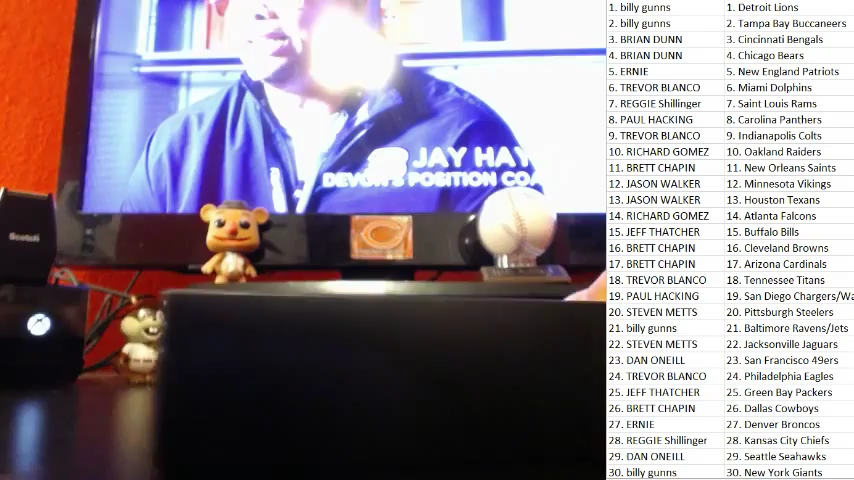 JAY HAY
DEVON'S POSITION COA
Scotch
1. billy gunns 1. Detroit Lions
2. billy gunns 2. Tampa Bay Buccaneers
3. BRIAN DUNN 3. Cincinnati Bengals
4. BRIAN DUNN 4. Chicago Bears
5. ERNIE 5. New England Patriots
6. TREVOR BLANCO 6. Miami Dolphins
7. REGGIE Shillinger 7. Saint Louis Rams
8. PAUL HACKING 8. Carolina Panthers
9. TREVOR BLANCO 9. Indianapolis Colts
10. RICHARD GOMEZ 10. Oakland Raiders
11. BRETT CHAPIN 11. New Orleans Saints
12. JASON WALKER 12. Minnesota Vikings
13. JASON WALKER 13. Houston Texans
14. RICHARD GOMEZ 14. Atlanta Falcons
15. JEFF THATCHER 15. Buffalo Bills
16. BRETT CHAPIN 16. Cleveland Browns
17. BRETT CHAPIN 17. Arizona Cardinals
18. TREVOR BLANCO 18. Tennessee Titans
19. PAUL HACKING 19. San Diego Chargers/Wa
20. STEVEN METTS 20. Pittsburgh Steelers
21. billy gunns 21. Baltimore Ravens/Jets
22. STEVEN METTS 22. Jacksonville Jaguars
23. DAN ONEILL 23. San Francisco 49ers
24. TREVOR BLANCO 24. Philadelphia Eagles
25. JEFF THATCHER 25. Green Bay Packers
26. BRETT CHAPIN 26. Dallas Cowboys
27. ERNIE 27. Denver Broncos
28. REGGIE Shillinger 28. Kansas City Chiefs
29. DAN ONEILL 29. Seattle Seahawks
30. billy gunns 30. New York Giants